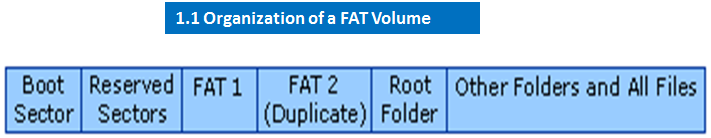 1.1 Organization of a FAT Volume
Boot Sector
Reserved Sectors
FAT 1
FAT 2 (Duplicate)
Root Folder
Other Folders and All Files